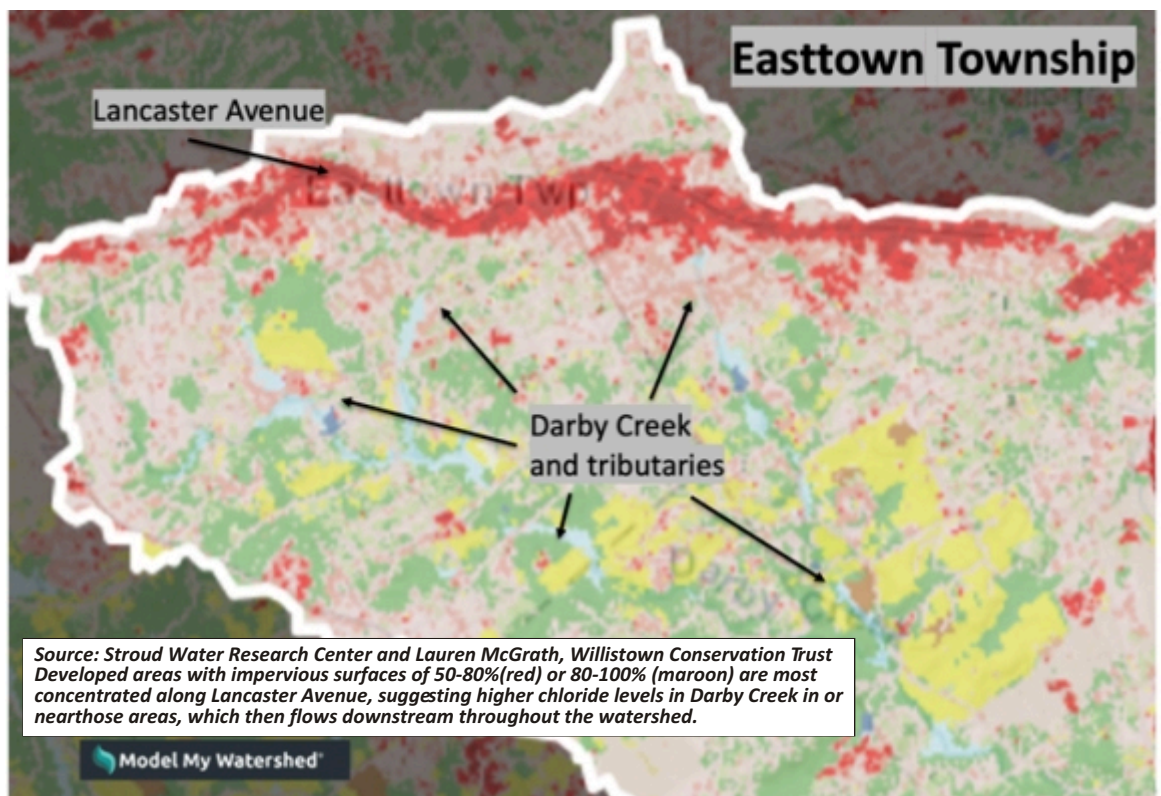 Easttown Township
Lancaster Avenue
Easttown Twp
Darby Creek
and tributaries
Source: Stroud Water Research Center and Lauren McGrath, Willistown Conservation Trust
Developed areas with impervious surfaces of 50-80%(red) or 80-100% (maroon) are most
concentrated along Lancaster Avenue, suggesting higher chloride levels in Darby Creek in or
nearthose areas, which then flows downstream throughout the watershed.
Model My Watershed®